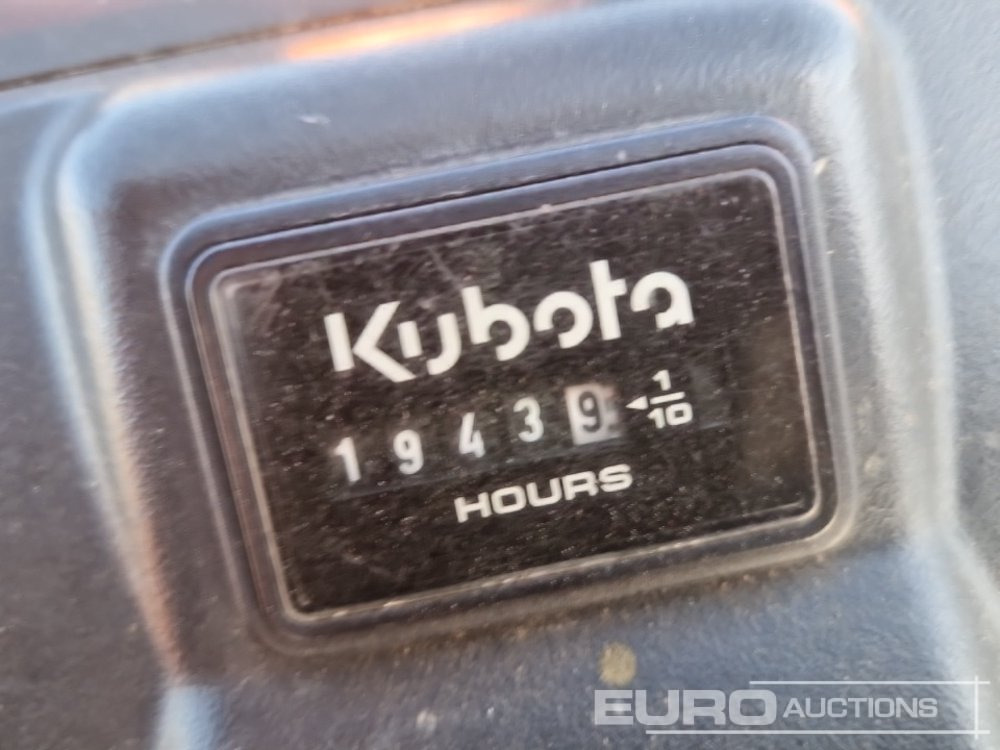 Kubota
19439 ◄1/10
HOURS
EURO AUCTIONS